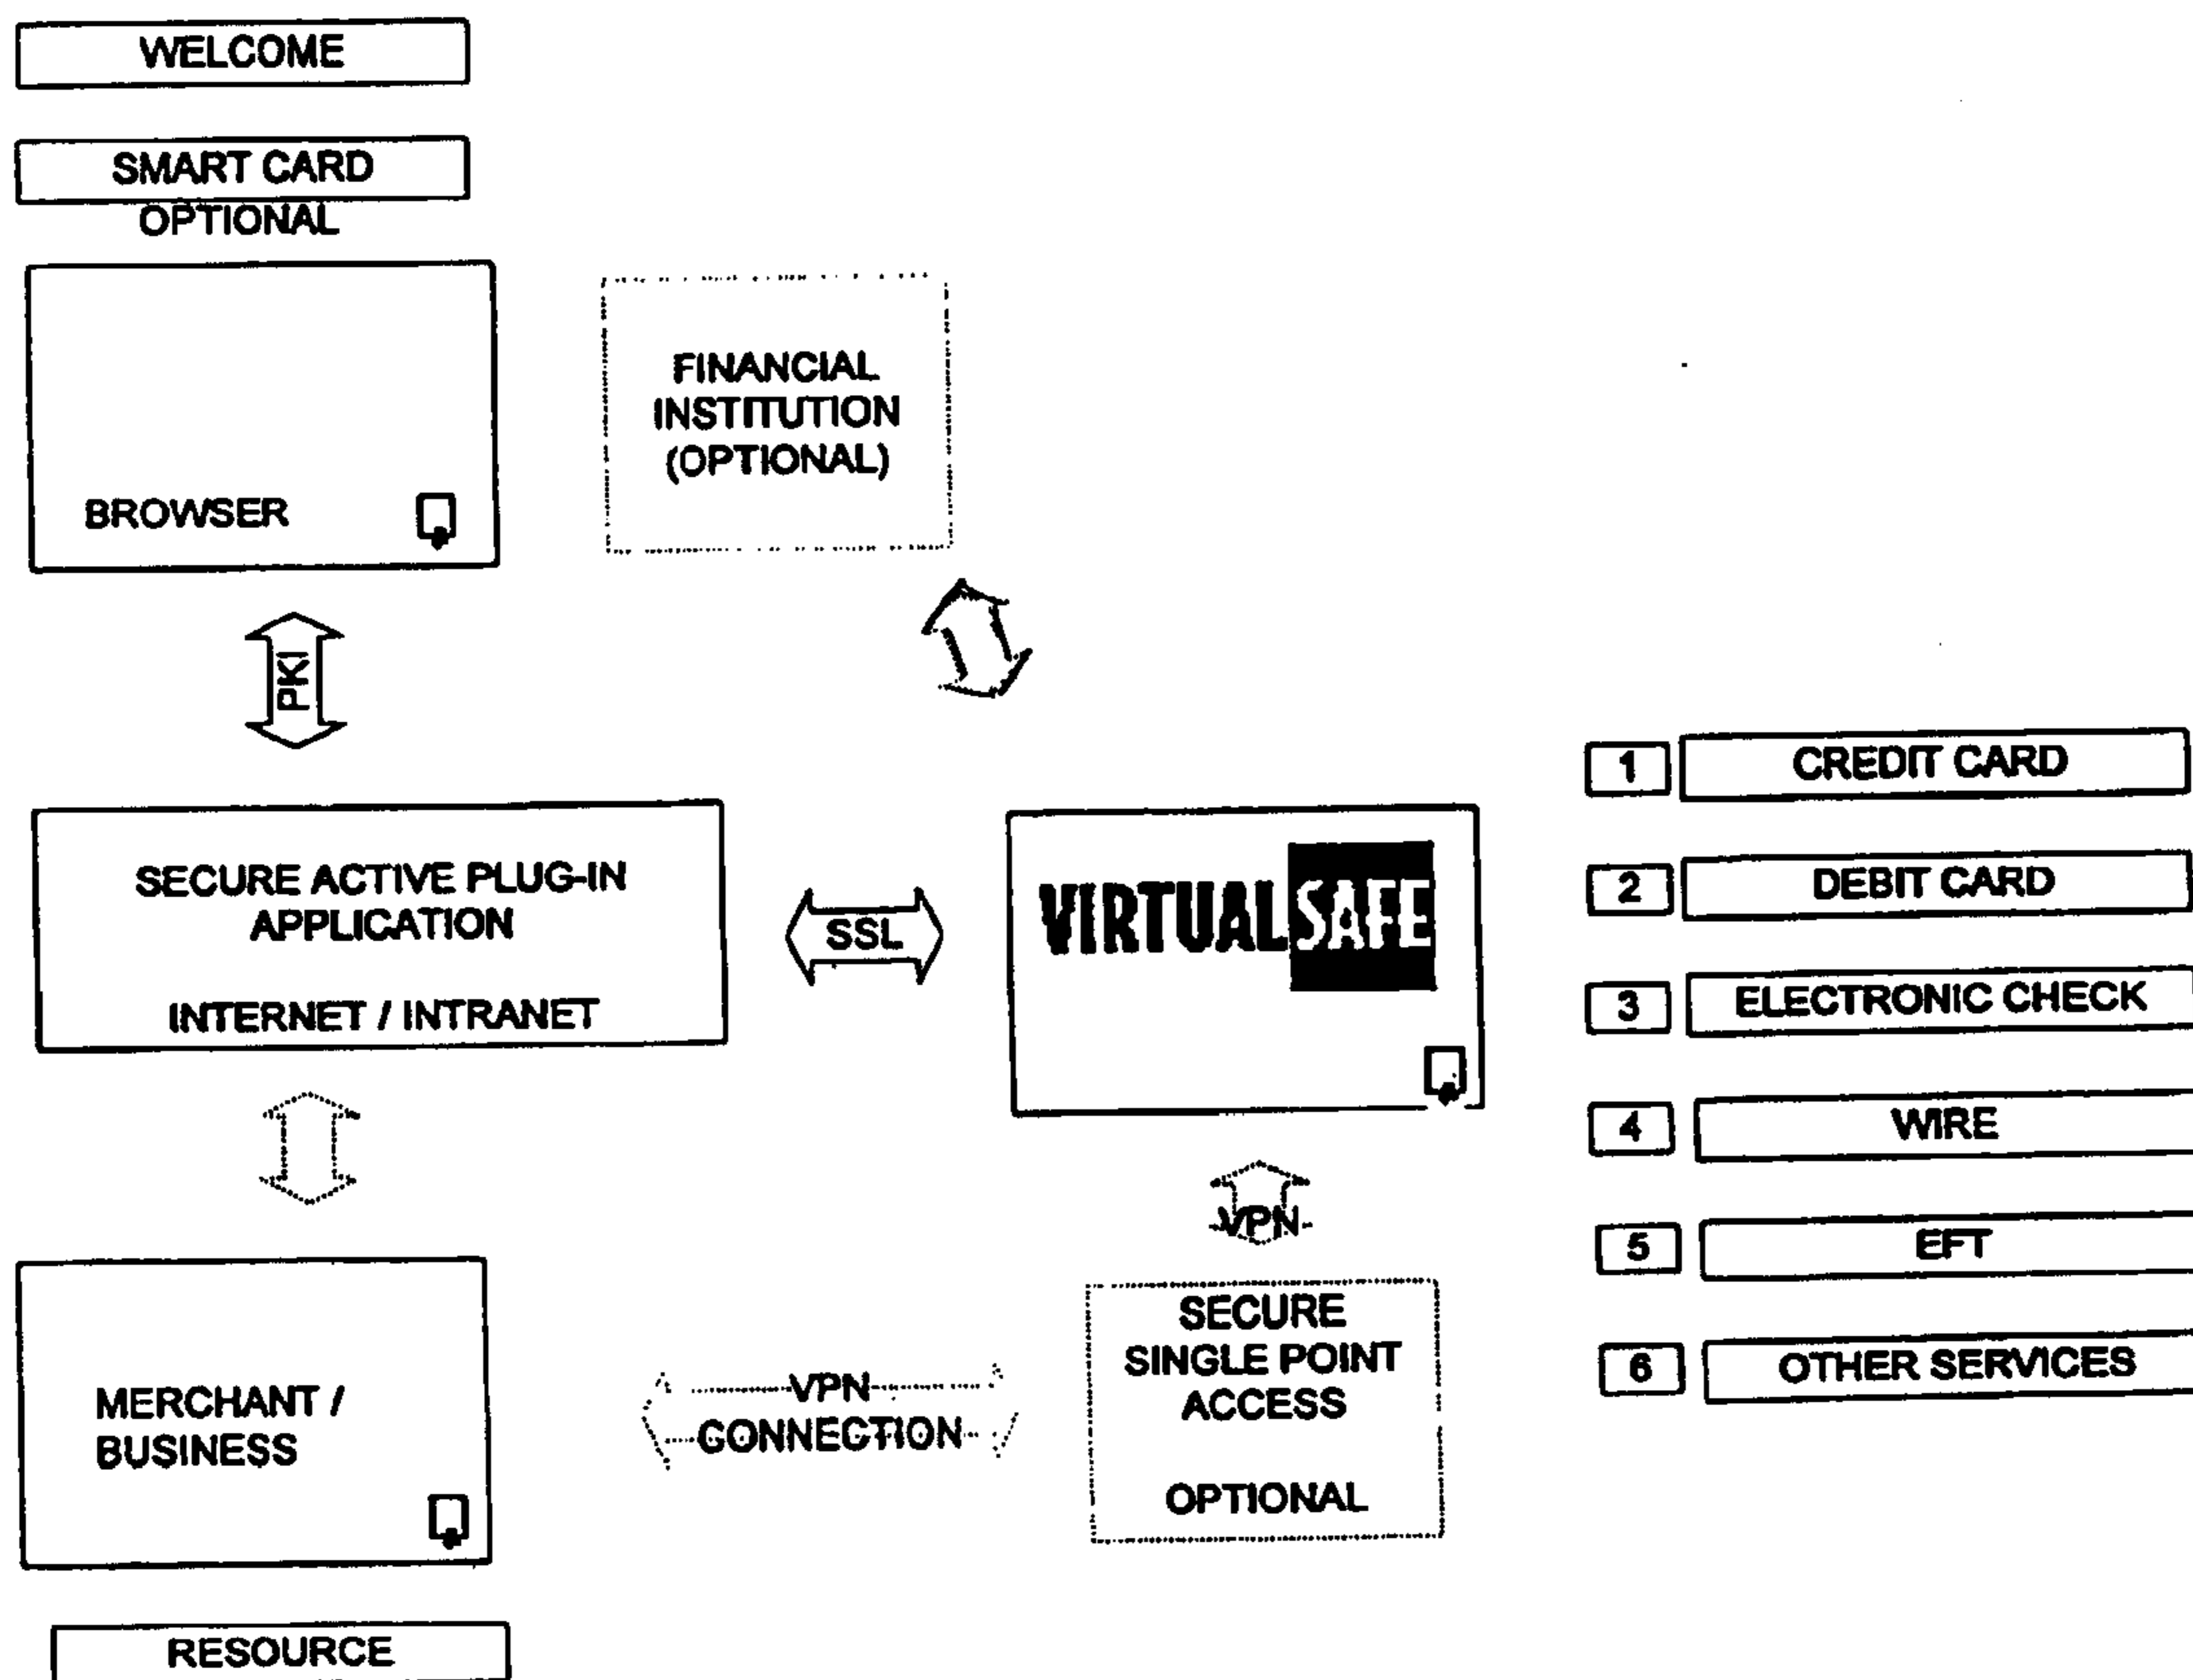 WELCOME
SMART CARD
OPTIONAL
BROWSER
FINANCIAL
INSTITUTION
(OPTIONAL)
PKI
SECURE ACTIVE PLUG-IN
APPLICATION
INTERNET / INTRANET
SSL
VIRTUALSAFE
1 CREDIT CARD
2 DEBIT CARD
3 ELECTRONIC CHECK
4 WIRE
5 EFT
6 OTHER SERVICES
VPN
MERCHANT /
BUSINESS
VPN
CONNECTION
SECURE
SINGLE POINT
ACCESS
OPTIONAL
RESOURCE